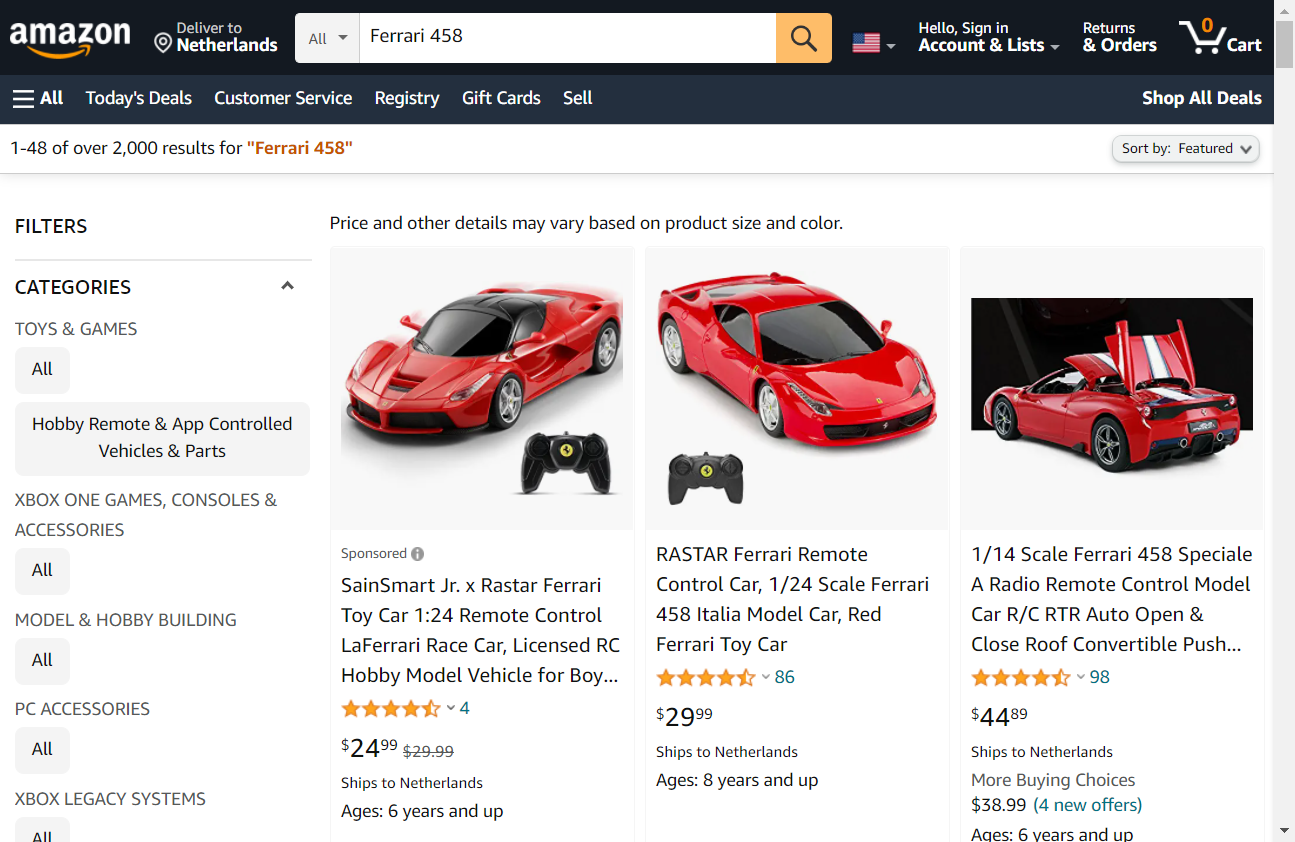 amazon
Deliver to
Netherlands
All
Ferrari 458
Hello, Sign in
Account & Lists
Returns
& Orders
0
Cart
All
Today's Deals
Customer Service
Registry
Gift Cards
Sell
Shop All Deals
1-48 of over 2,000 results for "Ferrari 458"
Sort by: Featured
FILTERS
CATEGORIES
TOYS & GAMES
All
Hobby Remote & App Controlled
Vehicles & Parts
XBOX ONE GAMES, CONSOLES &
ACCESSORIES
All
MODEL & HOBBY BUILDING
All
PC ACCESSORIES
All
XBOX LEGACY SYSTEMS
All
Price and other details may vary based on product size and color.
Sponsored
SainSmart Jr. x Rastar Ferrari
Toy Car 1:24 Remote Control
LaFerrari Race Car, Licensed RC
Hobby Model Vehicle for Boy...
4
$24.99 $29.99
Ships to Netherlands
Ages: 6 years and up
RASTAR Ferrari Remote
Control Car, 1/24 Scale Ferrari
458 Italia Model Car, Red
Ferrari Toy Car
86
$29.99
Ships to Netherlands
Ages: 8 years and up
1/14 Scale Ferrari 458 Speciale
A Radio Remote Control Model
Car R/C RTR Auto Open &
Close Roof Convertible Push...
98
$44.89
Ships to Netherlands
More Buying Choices
$38.99 (4 new offers)
Ages: 6 years and up